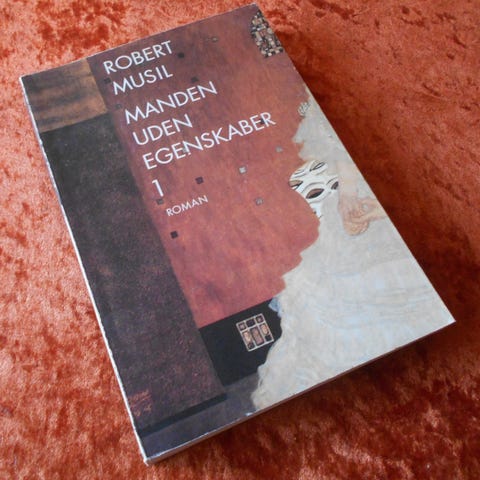 ROBERT
MUSIL
MANDEN
UDEN
EGENSKABER
1
ROMAN